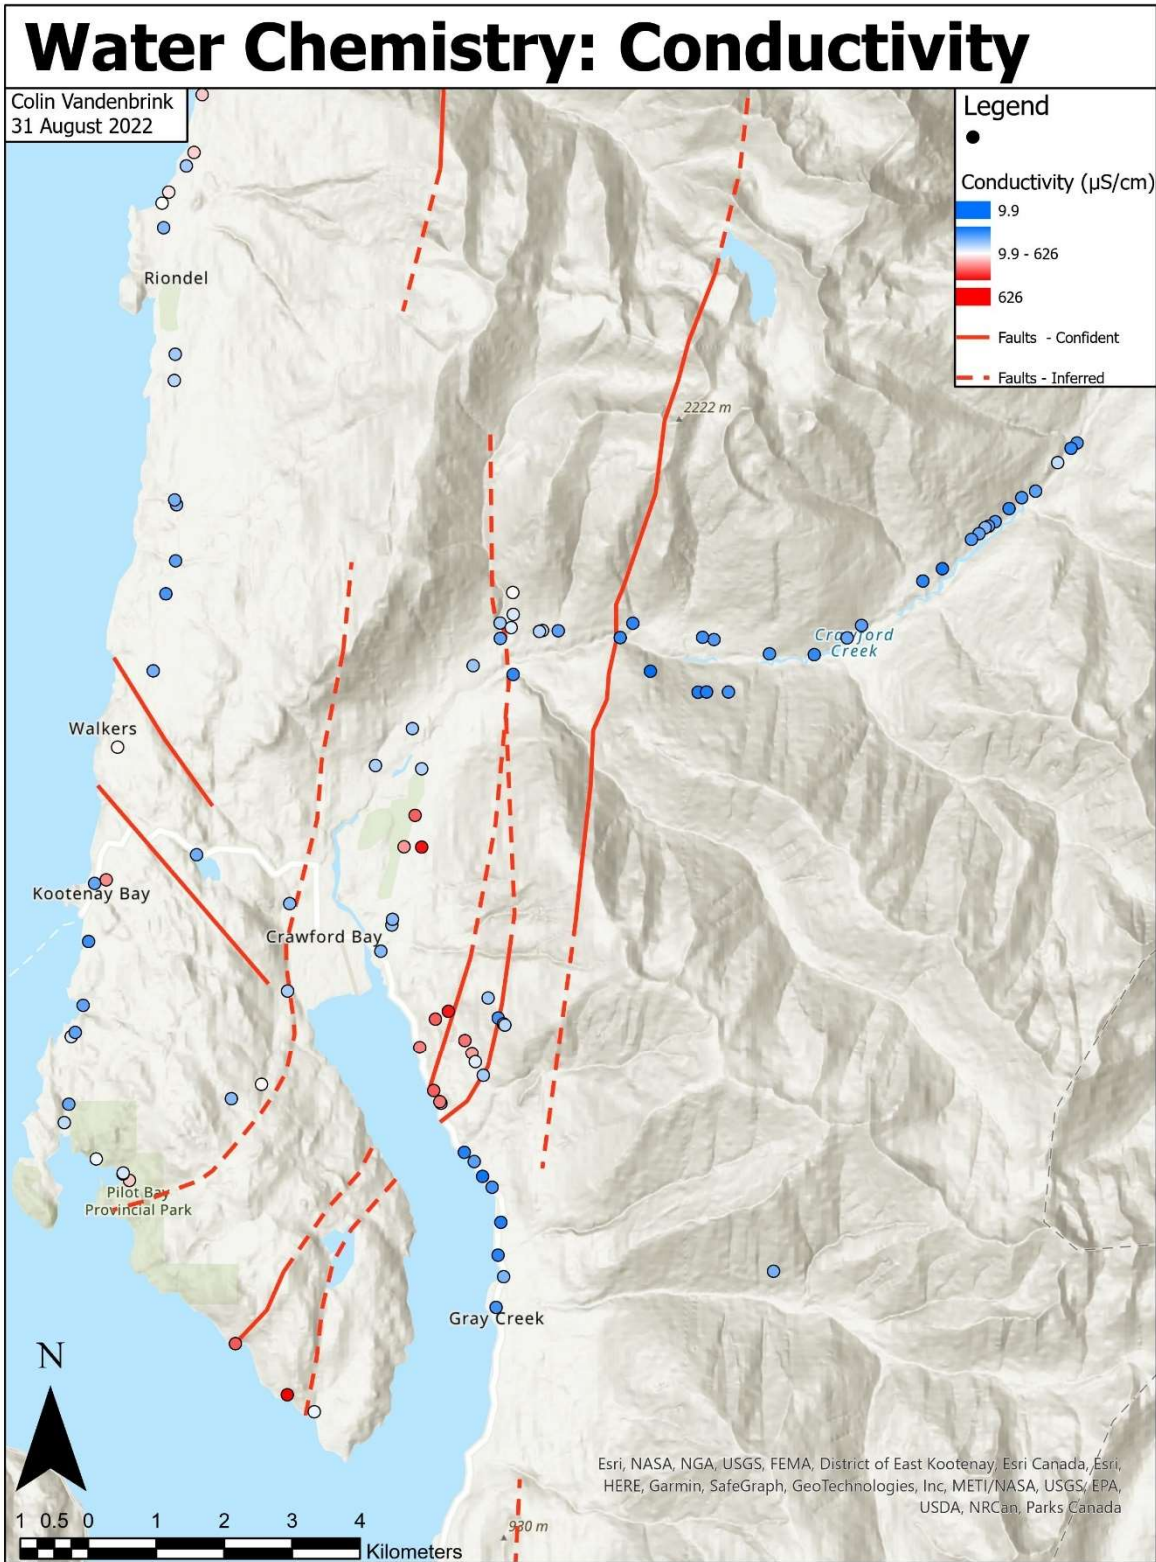 Water Chemistry: Conductivity
Colin Vandenbrink
31 August 2022
Legend
Conductivity (µS/cm)
9.9
9.9 - 626
626
Faults - Confident
Faults - Inferred
Riondel
2222 m
Crawford
Creek
Walkers
Kootenay Bay
Crawford Bay
Pilot Bay
Provincial Park
Gray Creek
N
Esri, NASA, NGA, USGS, FEMA, District of East Kootenay, Esri Canada, Esri,
HERE, Garmin, SafeGraph, GeoTechnologies, Inc, METI/NASA, USGS, EPA,
USDA, NRCan, Parks Canada
930 m
1 0.5 0 1 2 3 4
Kilometers